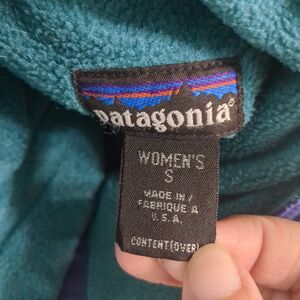 patagonia®
WOMEN'S
S
MADE IN /
FABRIQUE A
U.S.A.
CONTENT(OVER)